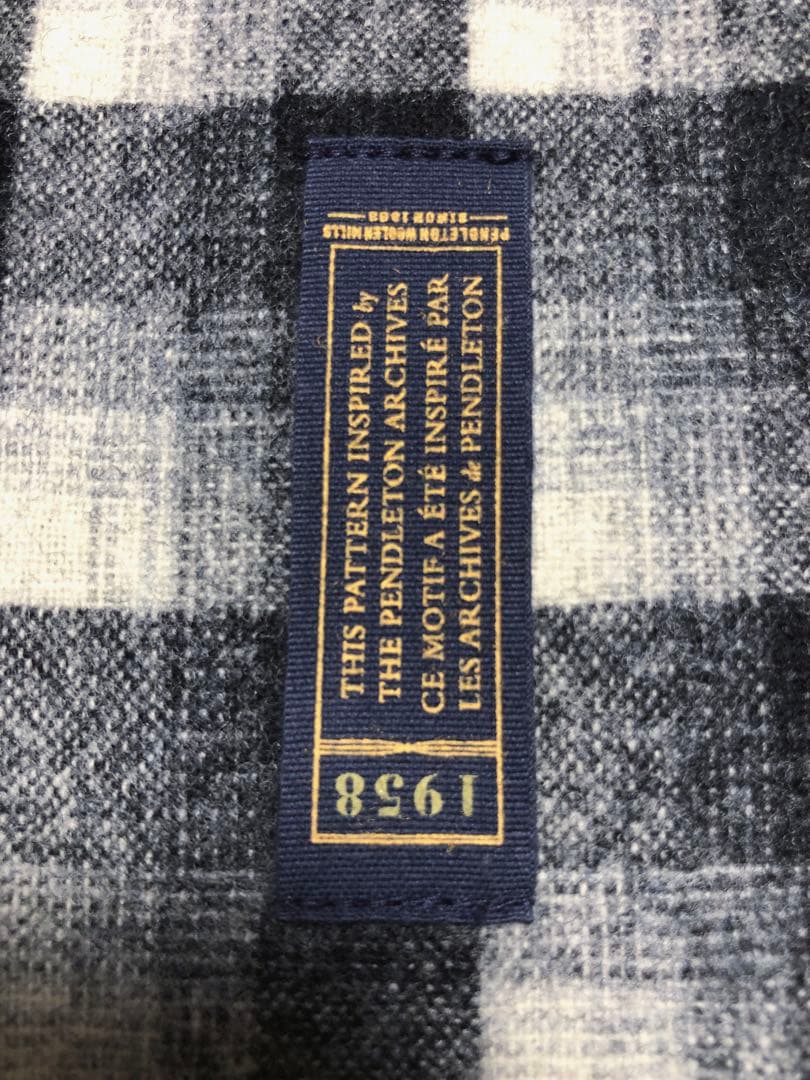 PENDLETON WOOLEN MILLS
SINCE 1863
THIS PATTERN INSPIRED by
THE PENDLETON ARCHIVES
CE MOTIF A ÉTÉ INSPIRÉ PAR
LES ARCHIVES de PENDLETON
1958